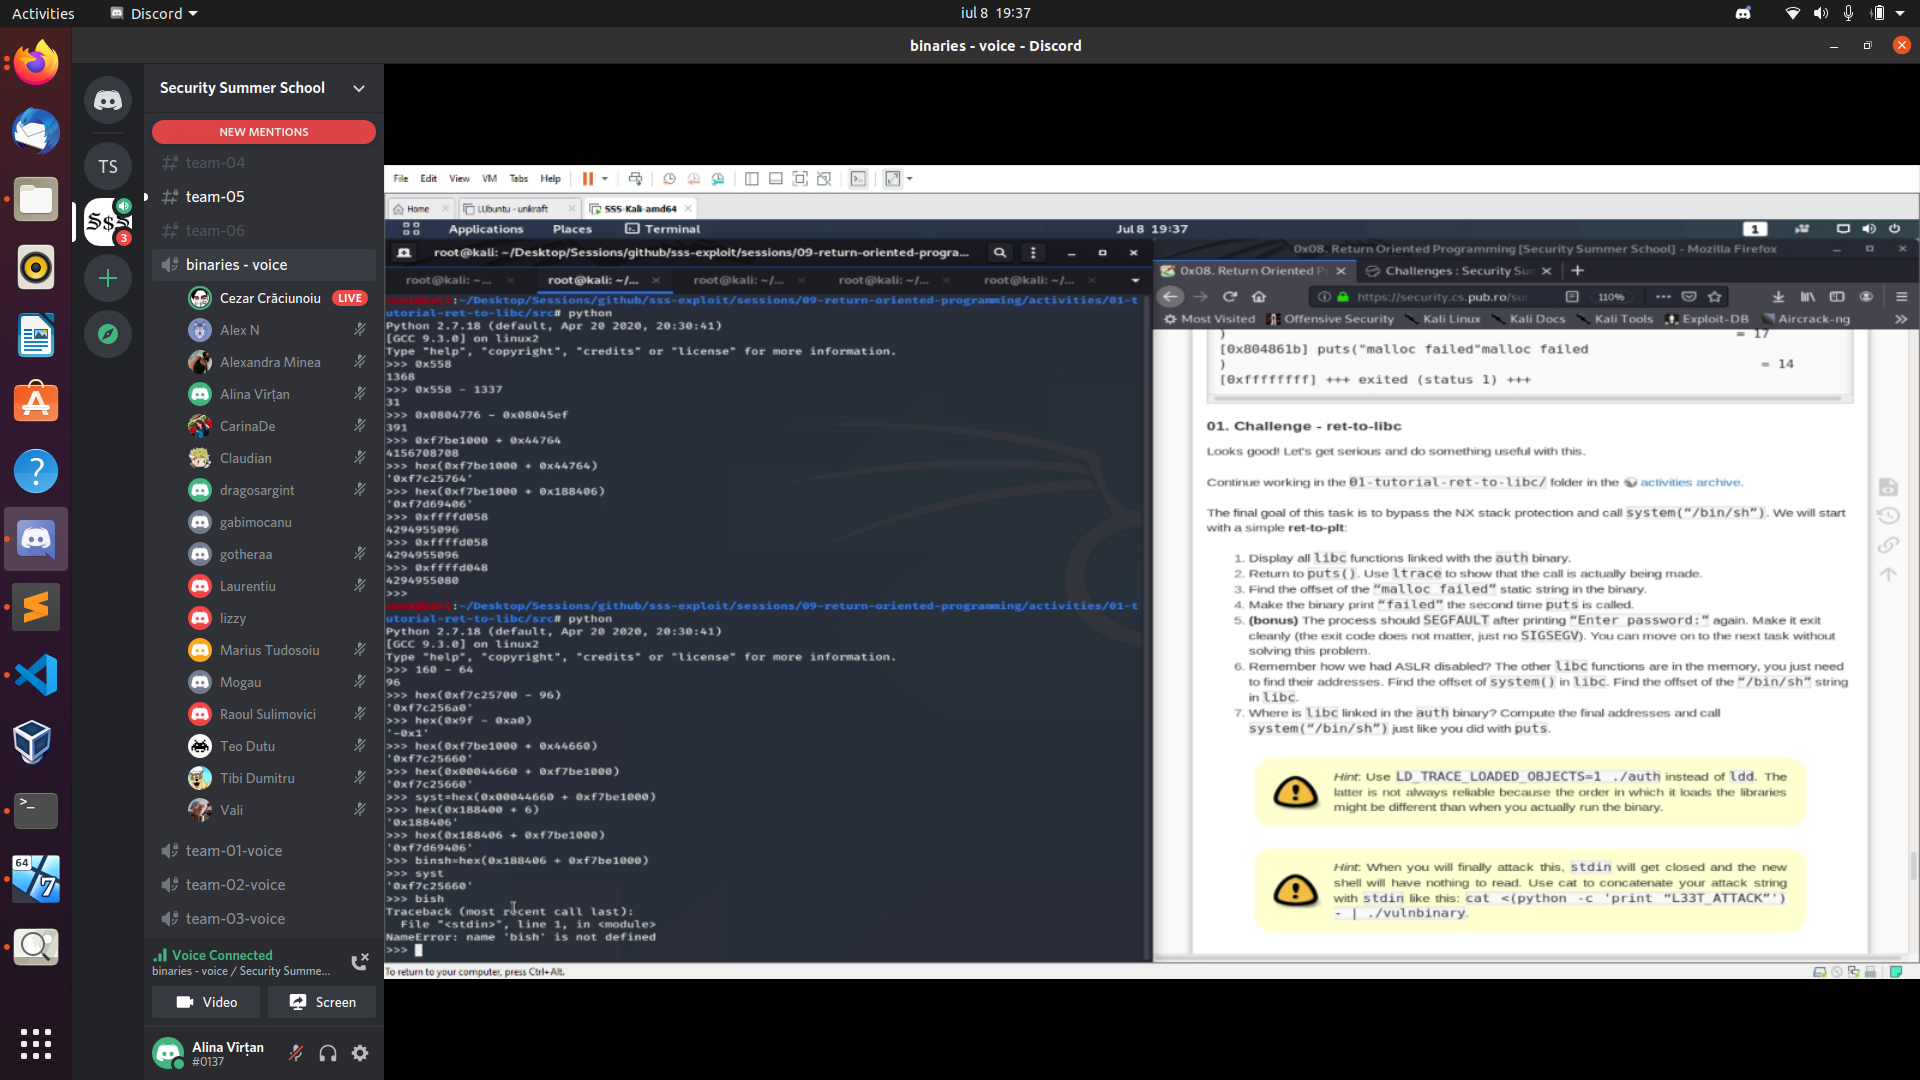 Activities
Discord
iul 8 19:37
binaries - voice - Discord
Security Summer School
NEW MENTIONS
team-04
TS
team-05
S$S
3
team-06
binaries - voice
Cezar Crăciunoiu LIVE
Alex N
Alexandra Minea
Alina Vîrțan
CarinaDe
Claudian
dragosargint
gabimocanu
gotheraa
Laurentiu
lizzy
Marius Tudosoiu
Mogau
Raoul Sulimovici
Teo Dutu
Tibi Dumitru
Vali
team-01-voice
team-02-voice
team-03-voice
Voice Connected
binaries - voice / Security Summe...
Video
Screen
Alina Vîrțan
#0137
64
7
File Edit View VM Tabs Help
Home
LUbuntu - unikraft
SSS-Kali-amd64
Applications Places Terminal
Jul 8 19:37
1
root@kali: ~/Desktop/Sessions/github/sss-exploit/sessions/09-return-oriented-progra...
root@kali: ~...
root@kali: ~/...
root@kali: ~/...
root@kali: ~/...
root@kali: ~/...
root@kali:~/Desktop/Sessions/github/sss-exploit/sessions/09-return-oriented-programming/activities/01-t
utorial-ret-to-libc/src# python
Python 2.7.18 (default, Apr 20 2020, 20:30:41)
[GCC 9.3.0] on linux2
Type "help", "copyright", "credits" or "license" for more information.
>>> 0x558
1368
>>> 0x558 - 1337
31
>>> 0x0804776 - 0x08045ef
391
>>> 0xf7be1000 + 0x44764
4156708708
>>> hex(0xf7be1000 + 0x44764)
'0xf7c25764'
>>> hex(0xf7be1000 + 0x188406)
'0xf7d69406'
>>> 0xffffd058
4294955096
>>> 0xffffd058
4294955096
>>> 0xffffd048
4294955080
>>>
root@kali:~/Desktop/Sessions/github/sss-exploit/sessions/09-return-oriented-programming/activities/01-t
utorial-ret-to-libc/src# python
Python 2.7.18 (default, Apr 20 2020, 20:30:41)
[GCC 9.3.0] on linux2
Type "help", "copyright", "credits" or "license" for more information.
>>> 160 - 64
96
>>> hex(0xf7c25700 - 96)
'0xf7c256a0'
>>> hex(0x9f - 0xa0)
'-0x1'
>>> hex(0xf7be1000 + 0x44660)
'0xf7c25660'
>>> hex(0x00044660 + 0xf7be1000)
'0xf7c25660'
>>> syst=hex(0x00044660 + 0xf7be1000)
>>> hex(0x188400 + 6)
'0x188406'
>>> hex(0x188406 + 0xf7be1000)
'0xf7d69406'
>>> binsh=hex(0x188406 + 0xf7be1000)
>>> syst
'0xf7c25660'
>>> bish
Traceback (most recent call last):
File "<stdin>", line 1, in <module>
NameError: name 'bish' is not defined
>>>
To return to your computer, press Ctrl+Alt.
0x08. Return Oriented Programming [Security Summer School] - Mozilla Firefox
0x08. Return Oriented P
Challenges : Security Su
https://security.cs.pub.ro/su
110%
Most Visited
Offensive Security
Kali Linux
Kali Docs
Kali Tools
Exploit-DB
Aircrack-ng
) = 17
[0x804861b] puts("malloc failed"malloc failed
) = 14
[0xffffffff] +++ exited (status 1) +++
01. Challenge - ret-to-libc
Looks good! Let's get serious and do something useful with this.
Continue working in the 01-tutorial-ret-to-libc/ folder in the activities archive.
The final goal of this task is to bypass the NX stack protection and call system("/bin/sh"). We will start
with a simple ret-to-plt:
1. Display all libc functions linked with the auth binary.
2. Return to puts(). Use ltrace to show that the call is actually being made.
3. Find the offset of the "malloc failed" static string in the binary.
4. Make the binary print "failed" the second time puts is called.
5. (bonus) The process should SEGFAULT after printing "Enter password:" again. Make it exit
cleanly (the exit code does not matter, just no SIGSEGV). You can move on to the next task without
solving this problem.
6. Remember how we had ASLR disabled? The other libc functions are in the memory, you just need
to find their addresses. Find the offset of system() in libc. Find the offset of the "/bin/sh" string
in libc.
7. Where is libc linked in the auth binary? Compute the final addresses and call
system("/bin/sh") just like you did with puts.
Hint: Use LD_TRACE_LOADED_OBJECTS=1 ./auth instead of ldd. The
latter is not always reliable because the order in which it loads the libraries
might be different than when you actually run the binary.
Hint: When you will finally attack this, stdin will get closed and the new
shell will have nothing to read. Use cat to concatenate your attack string
with stdin like this: cat <(python -c 'print "L33T_ATTACK"')
- | ./vulnbinary.